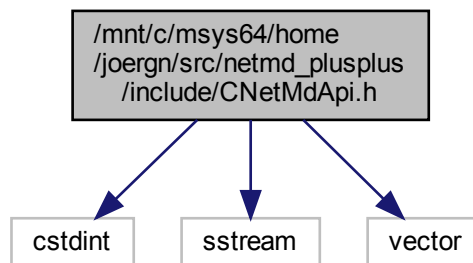 /mnt/c/msys64/home
/joergn/src/netmd_plusplus
/include/CNetMdApi.h
cstdint
sstream
vector